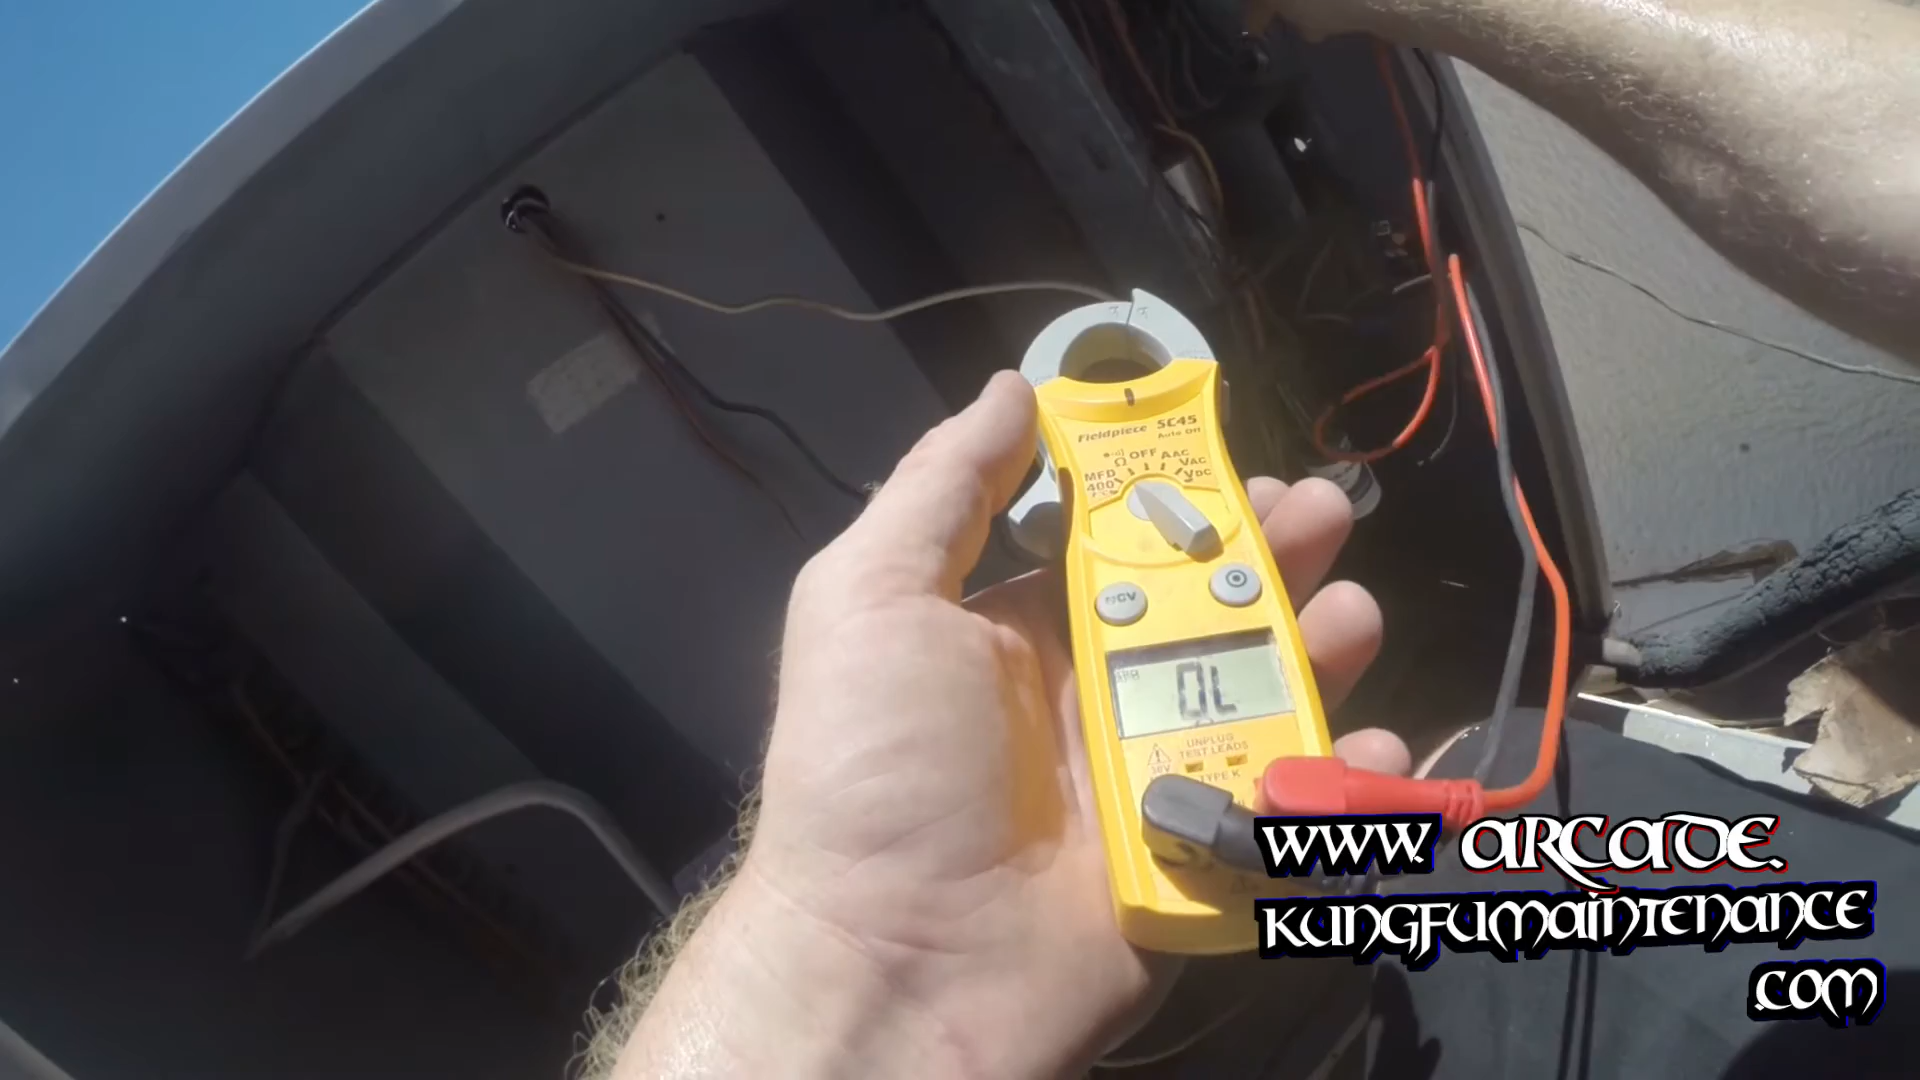 Fieldpiece SC45
Auto Off
Ω OFF AAC
MFD VAC
400 VDC
NCV
OL
UNPLUG
TEST LEADS
TYPE K
www. arcade.
kungfumaintenance
.com